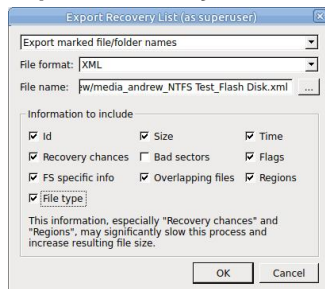 Export Recovery List (as superuser)
Export marked file/folder names
File format: XML
File name: ew/media_andrew_NTFS Test_Flash Disk.xml ...
Information to include
Id Size Time
Recovery chances Bad sectors Flags
FS specific info Overlapping files Regions
File type
This information, especially "Recovery chances" and
"Regions", may significantly slow this process and
increase resulting file size.
OK Cancel